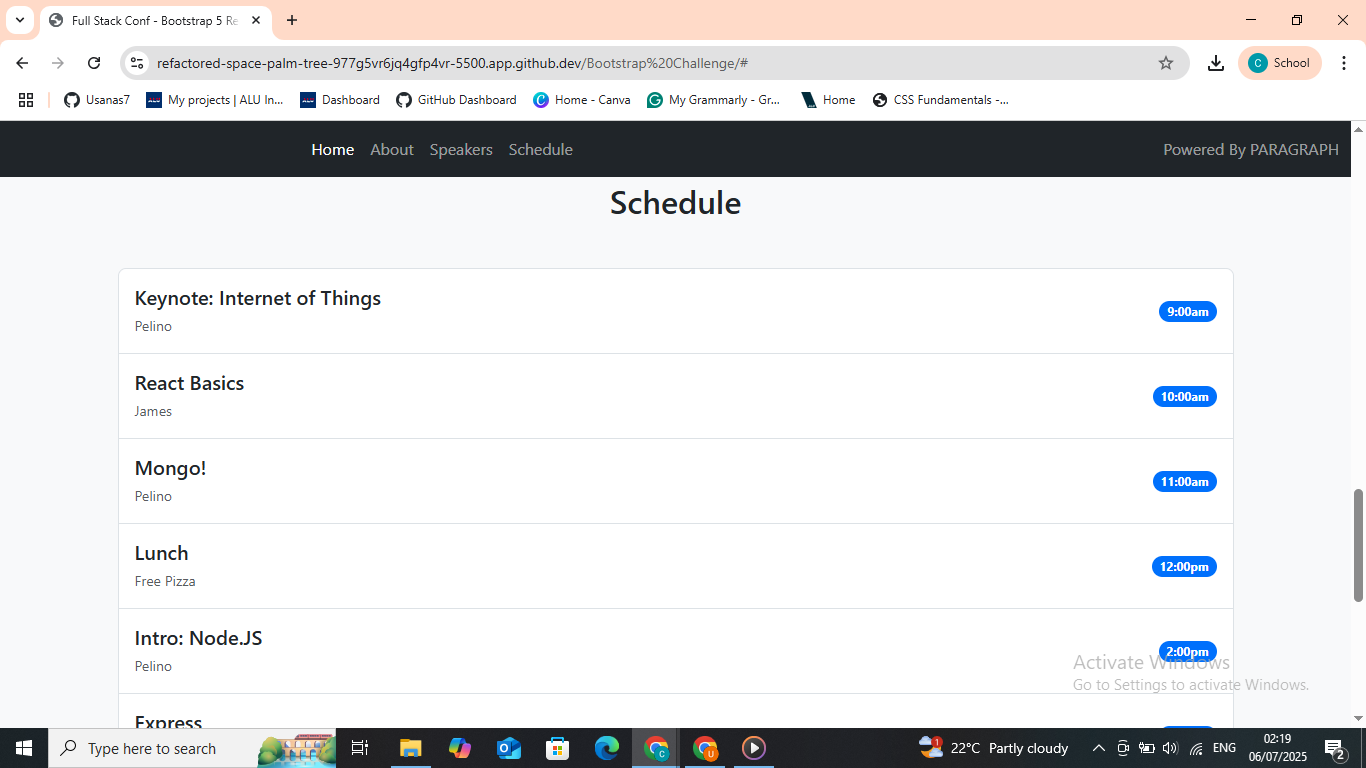 Full Stack Conf - Bootstrap 5 Re
refactored-space-palm-tree-977g5vr6jq4gfp4vr-5500.app.github.dev/Bootstrap%20Challenge/#
C School
Usanas7 My projects | ALU In... Dashboard GitHub Dashboard Home - Canva My Grammarly - Gr... Home CSS Fundamentals -...
Home About Speakers Schedule Powered By PARAGRAPH
Schedule
Keynote: Internet of Things
Pelino
9:00am
React Basics
James
10:00am
Mongo!
Pelino
11:00am
Lunch
Free Pizza
12:00pm
Intro: Node.JS
Pelino
2:00pm
Activate Windows
Go to Settings to activate Windows.
Express
Type here to search
22°C Partly cloudy
ENG
02:19
06/07/2025
2